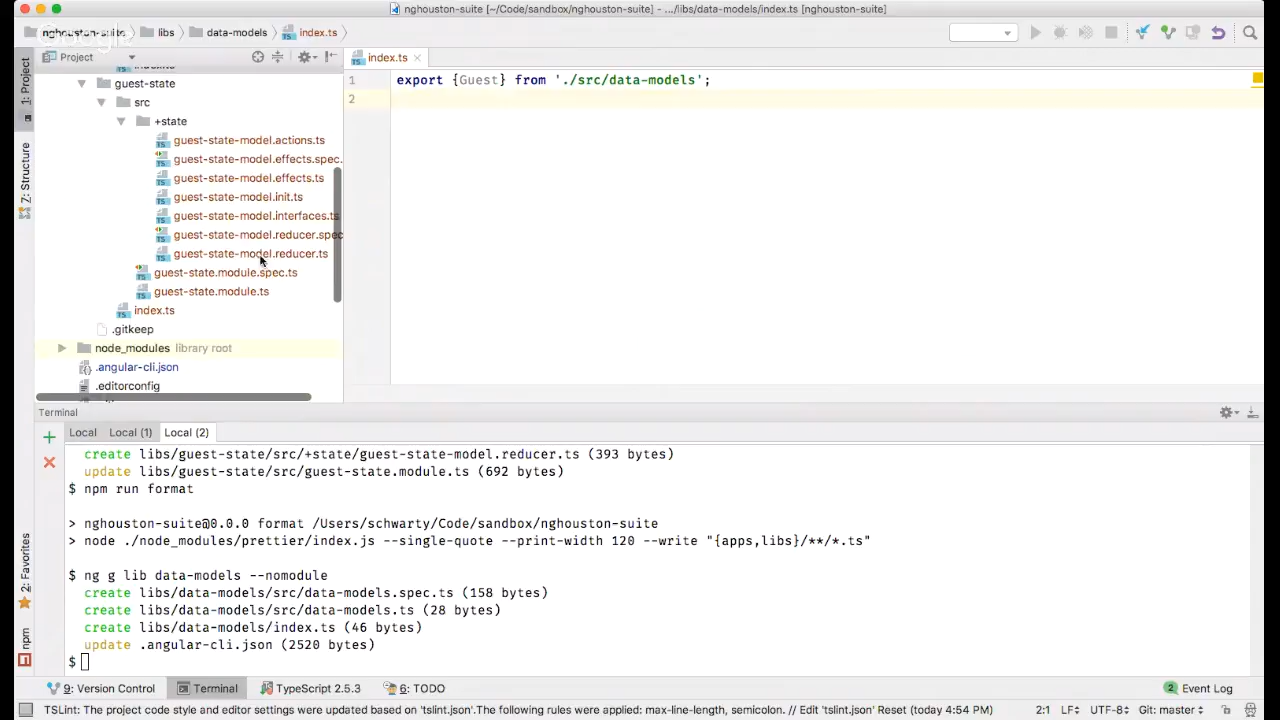 nghouston-suite [~/Code/sandbox/nghouston-suite] - .../libs/data-models/index.ts [nghouston-suite]
nghouston-suite libs data-models index.ts
Google
Project
index.ts
1: Project
Z: Structure
2: Favorites
npm
guest-state
src
+state
guest-state-model.actions.ts
guest-state-model.effects.spec.
guest-state-model.effects.ts
guest-state-model.init.ts
guest-state-model.interfaces.ts
guest-state-model.reducer.spec
guest-state-model.reducer.ts
guest-state.module.spec.ts
guest-state.module.ts
index.ts
.gitkeep
node_modules library root
.angular-cli.json
.editorconfig
1 export {Guest} from './src/data-models';
2
Terminal
Local Local (1) Local (2)
create libs/guest-state/src/+state/guest-state-model.reducer.ts (393 bytes)
update libs/guest-state/src/guest-state.module.ts (692 bytes)
$ npm run format
> nghouston-suite@0.0.0 format /Users/schwarty/Code/sandbox/nghouston-suite
> node ./node_modules/prettier/index.js --single-quote --print-width 120 --write "{apps,libs}/**/*.ts"
$ ng g lib data-models --nomodule
create libs/data-models/src/data-models.spec.ts (158 bytes)
create libs/data-models/src/data-models.ts (28 bytes)
create libs/data-models/index.ts (46 bytes)
update .angular-cli.json (2520 bytes)
$
9: Version Control Terminal TypeScript 2.5.3 6: TODO 2 Event Log
TSLint: The project code style and editor settings were updated based on 'tslint.json'.The following rules were applied: max-line-length, semicolon. // Edit 'tslint.json' Reset (today 4:54 PM) 2:1 LF÷ UTF-8÷ Git: master÷